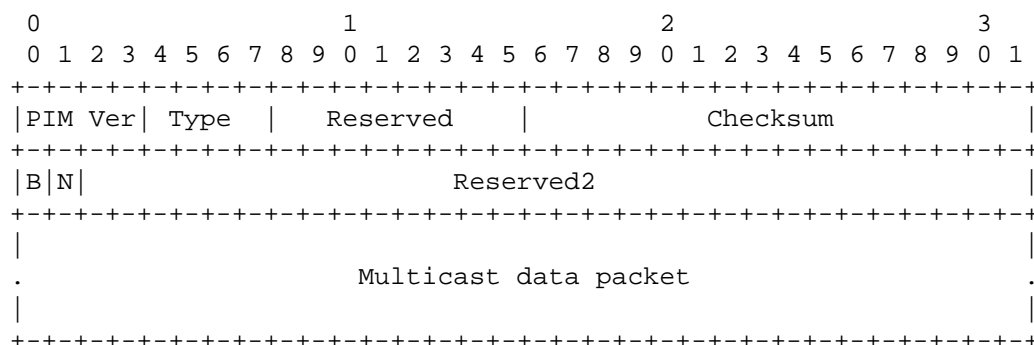 0                   1                   2                   3
 0 1 2 3 4 5 6 7 8 9 0 1 2 3 4 5 6 7 8 9 0 1 2 3 4 5 6 7 8 9 0 1
+-+-+-+-+-+-+-+-+-+-+-+-+-+-+-+-+-+-+-+-+-+-+-+-+-+-+-+-+-+-+-+-+
|PIM Ver| Type  |   Reserved    |           Checksum            |
+-+-+-+-+-+-+-+-+-+-+-+-+-+-+-+-+-+-+-+-+-+-+-+-+-+-+-+-+-+-+-+-+
|B|N|                       Reserved2                           |
+-+-+-+-+-+-+-+-+-+-+-+-+-+-+-+-+-+-+-+-+-+-+-+-+-+-+-+-+-+-+-+-+
|                                                               |
.                     Multicast data packet                     .
|                                                               |
+-+-+-+-+-+-+-+-+-+-+-+-+-+-+-+-+-+-+-+-+-+-+-+-+-+-+-+-+-+-+-+-+